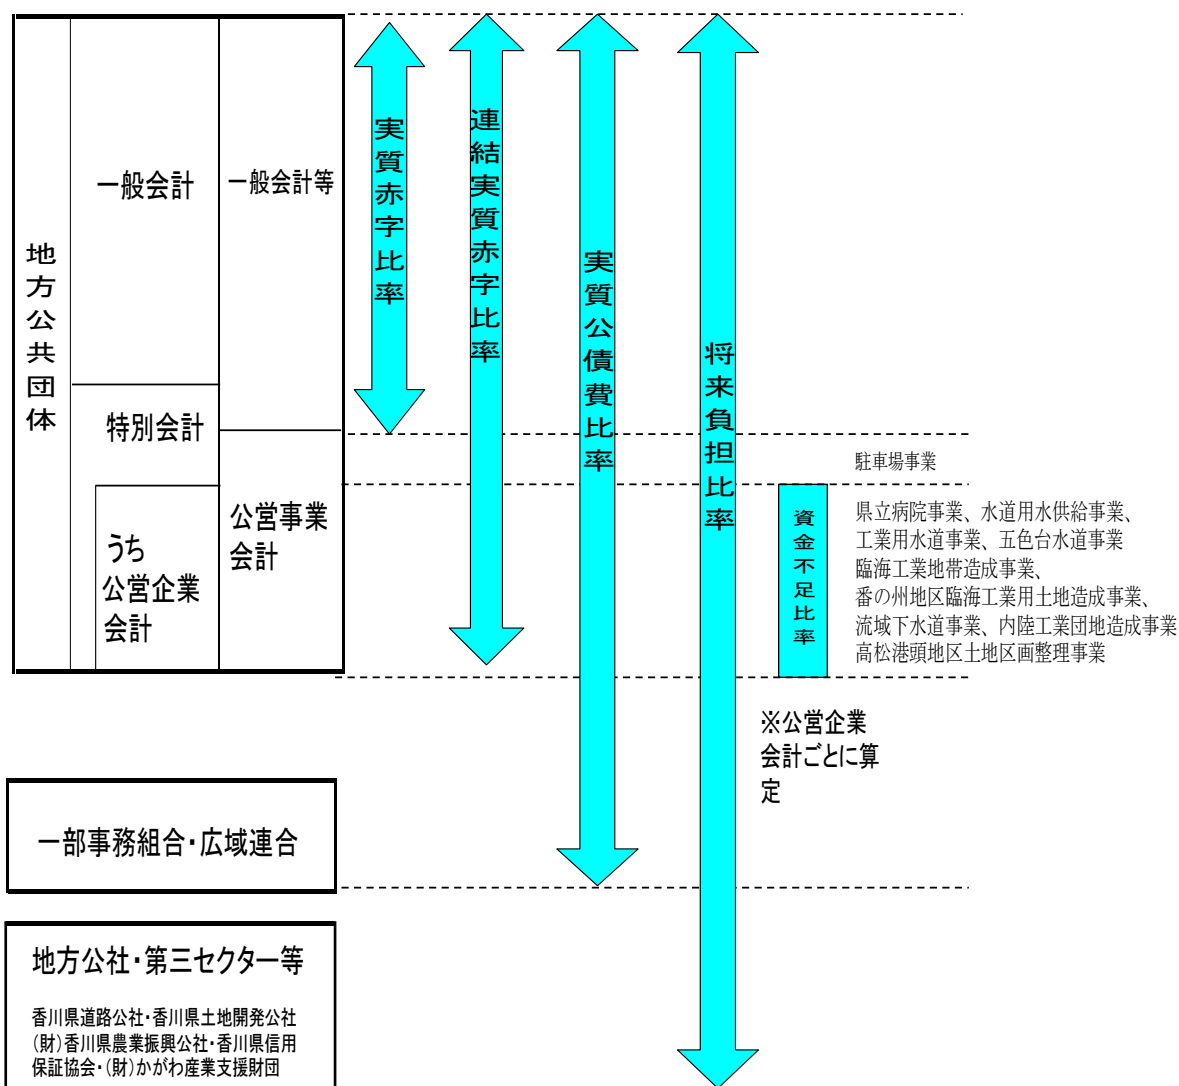 地方公共団体
一般会計
一般会計等
特別会計
うち
公営企業
会計
公営事業
会計
実質赤字比率
連結実質赤字比率
実質公債費比率
将来負担比率
資金不足比率
駐車場事業
県立病院事業、水道用水供給事業、
工業用水道事業、五色台水道事業
臨海工業地帯造成事業、
番の州地区臨海工業用土地造成事業、
流域下水道事業、内陸工業団地造成事業
高松港頭地区土地区画整理事業
※公営企業
会計ごとに算
定
一部事務組合・広域連合
地方公社・第三セクター等
香川県道路公社・香川県土地開発公社
(財)香川県農業振興公社・香川県信用
保証協会・(財)かがわ産業支援財団